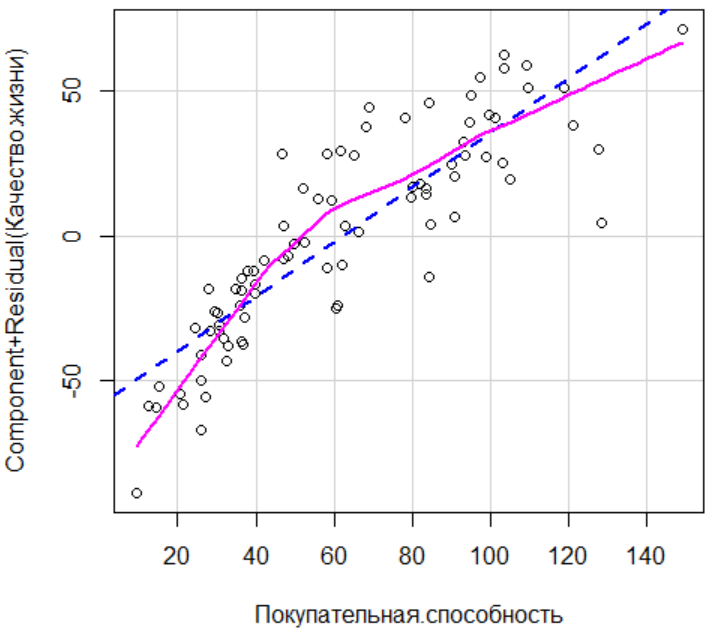 Component+Residual(Качество.жизни)
50
0
-50
20 40 60 80 100 120 140
Покупательная.способность